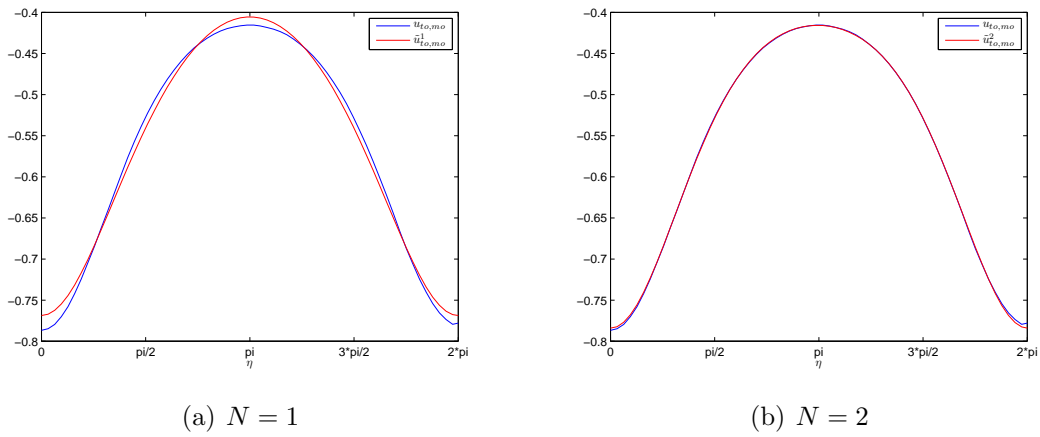 −0.4
−0.45
−0.5
−0.55
−0.6
−0.65
−0.7
−0.75
−0.8
0
pi/2
pi
3*pi/2
2*pi
η
u_{to,mo}
ũ^1_{to,mo}
(a) N = 1
−0.4
−0.45
−0.5
−0.55
−0.6
−0.65
−0.7
−0.75
−0.8
0
pi/2
pi
3*pi/2
2*pi
η
u_{to,mo}
ũ^2_{to,mo}
(b) N = 2